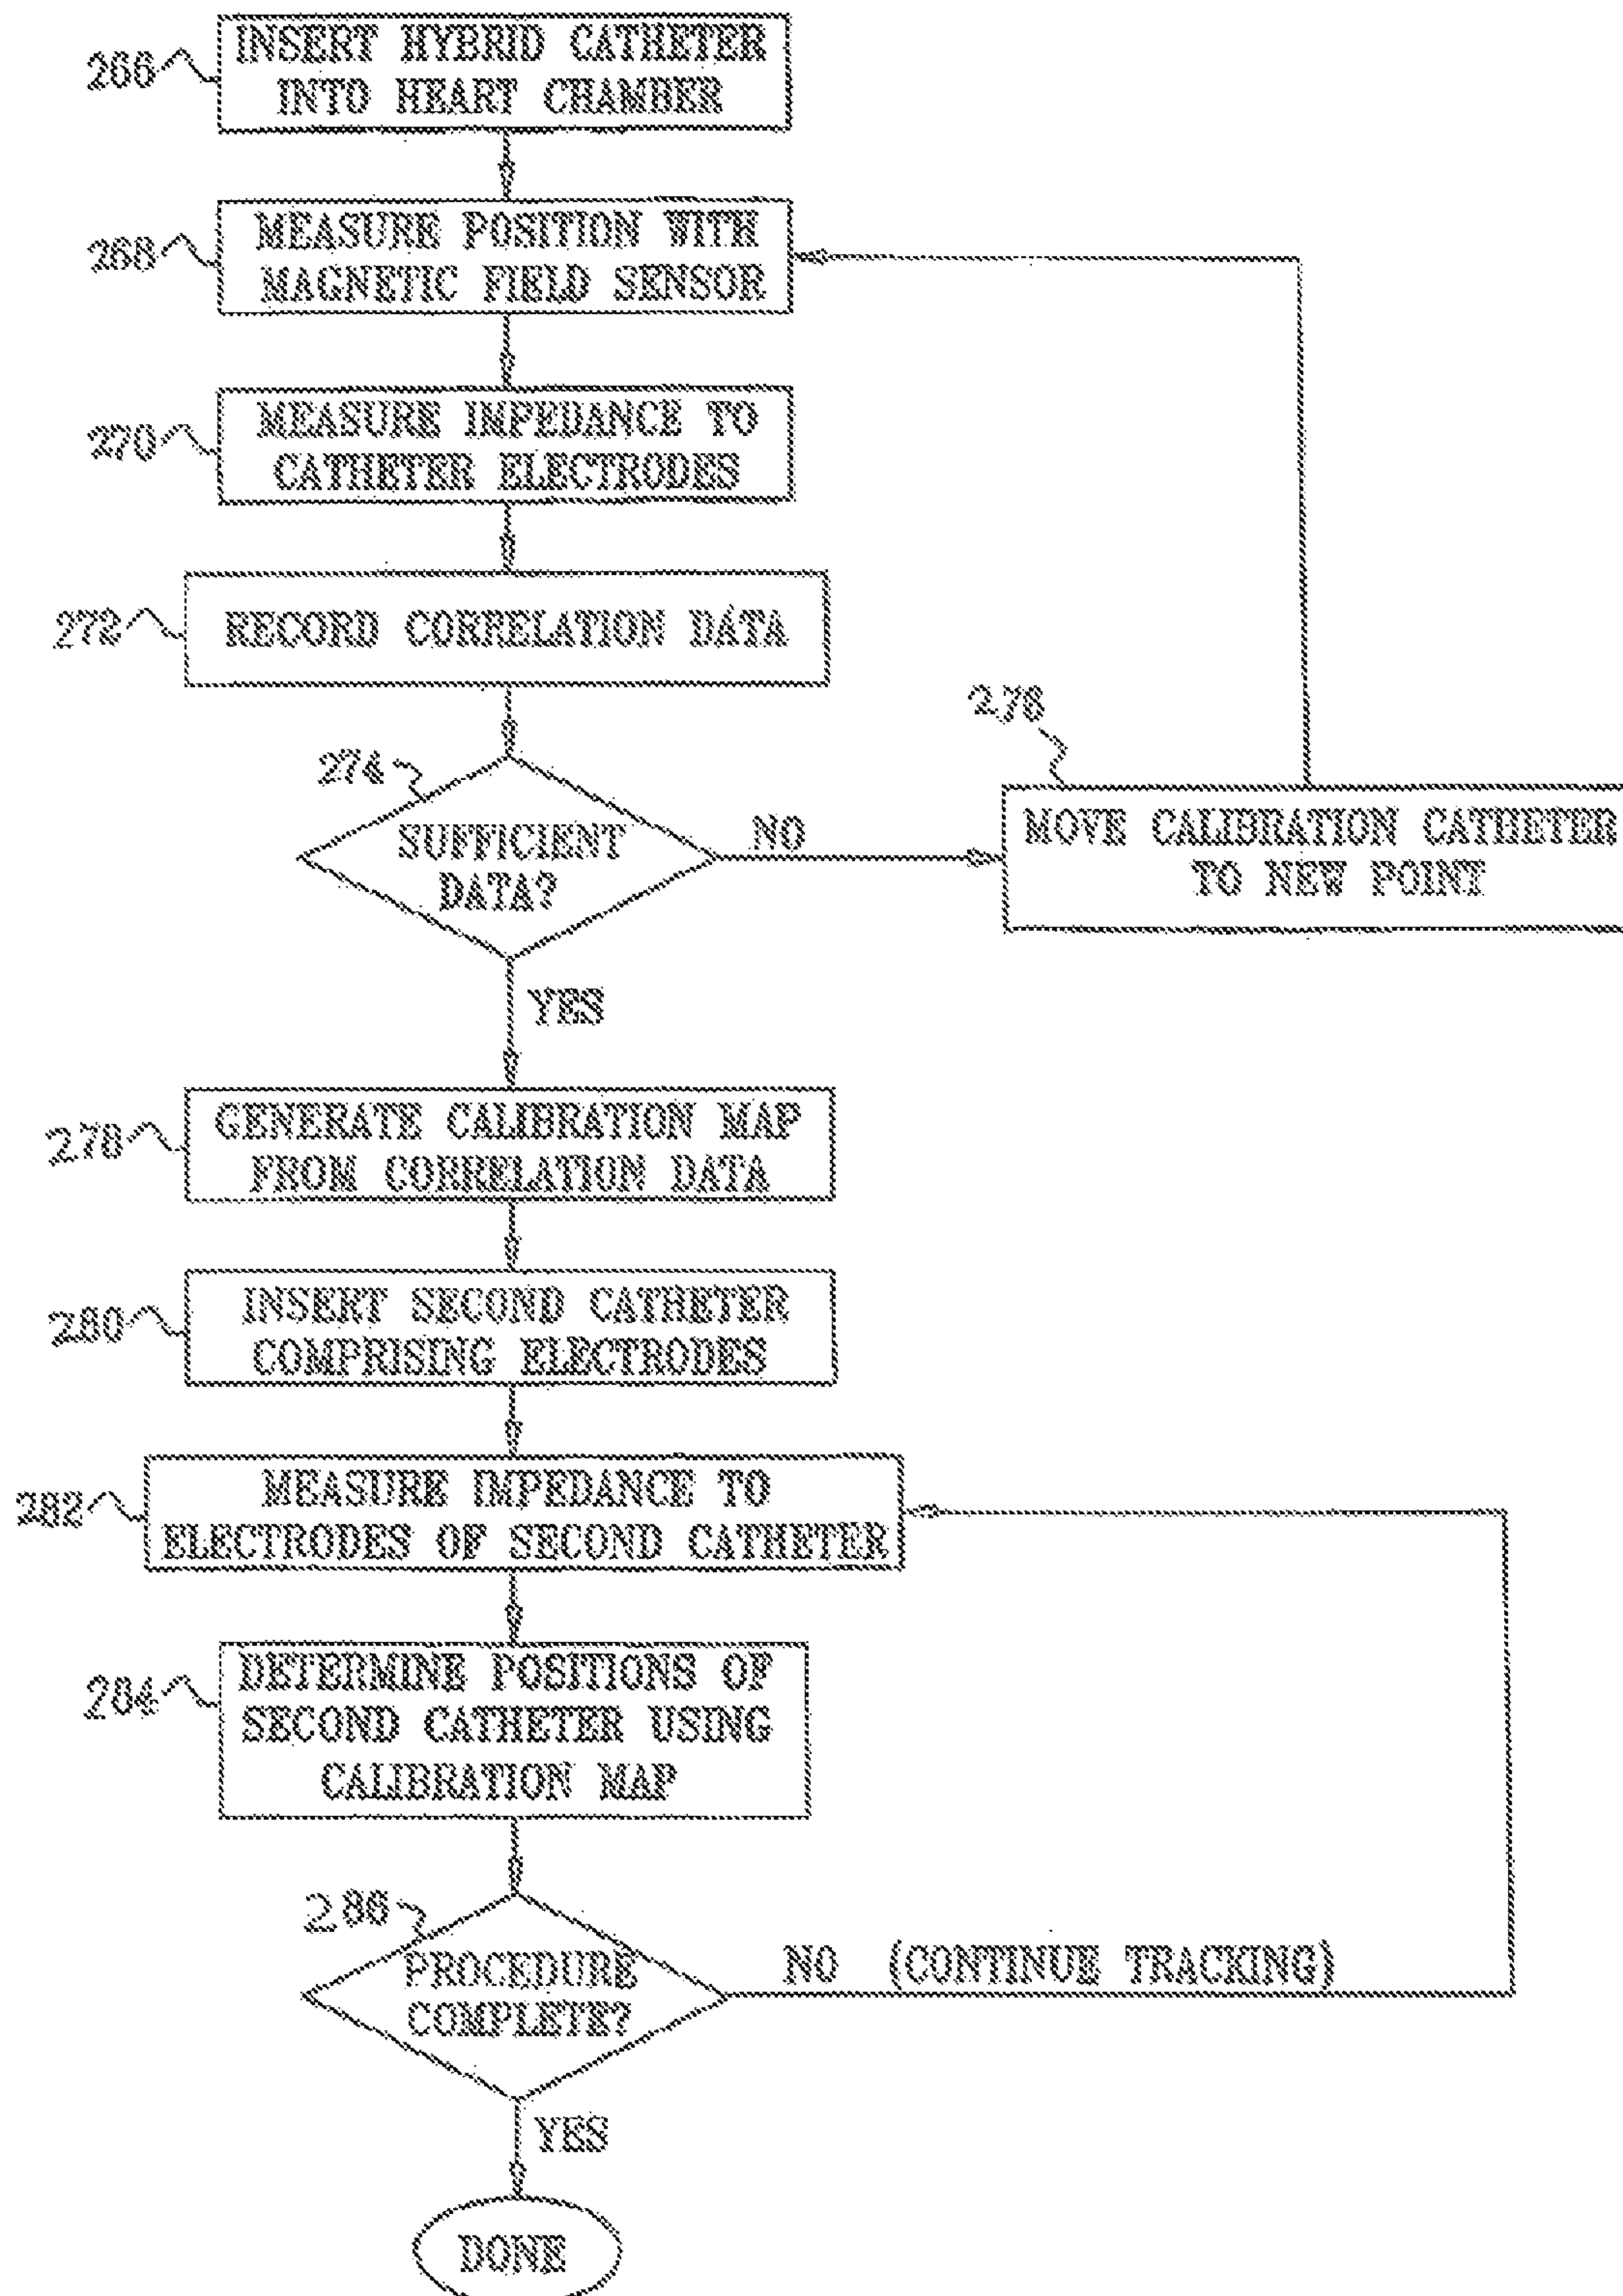 266
INSERT HYBRID CATHETER
INTO HEART CHAMBER
268
MEASURE POSITION WITH
MAGNETIC FIELD SENSOR
270
MEASURE IMPEDANCE TO
CATHETER ELECTRODES
272
RECORD CORRELATION DATA
274
SUFFICIENT
DATA?
NO
276
MOVE CALIBRATION CATHETER
TO NEW POINT
YES
278
GENERATE CALIBRATION MAP
FROM CORRELATION DATA
280
INSERT SECOND CATHETER
COMPRISING ELECTRODES
282
MEASURE IMPEDANCE TO
ELECTRODES OF SECOND CATHETER
284
DETERMINE POSITIONS OF
SECOND CATHETER USING
CALIBRATION MAP
286
PROCEDURE
COMPLETE?
NO (CONTINUE TRACKING)
YES
DONE